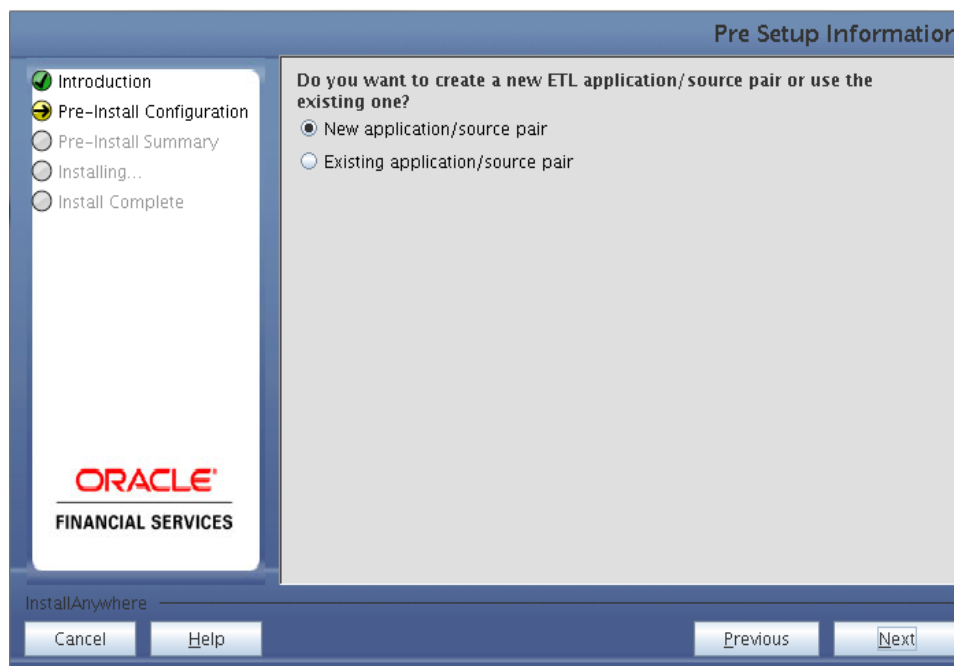 Pre Setup Information
Introduction
Pre-Install Configuration
Pre-Install Summary
Installing...
Install Complete
ORACLE
FINANCIAL SERVICES
Do you want to create a new ETL application/source pair or use the
existing one?
New application/source pair
Existing application/source pair
InstallAnywhere
Cancel
Help
Previous
Next